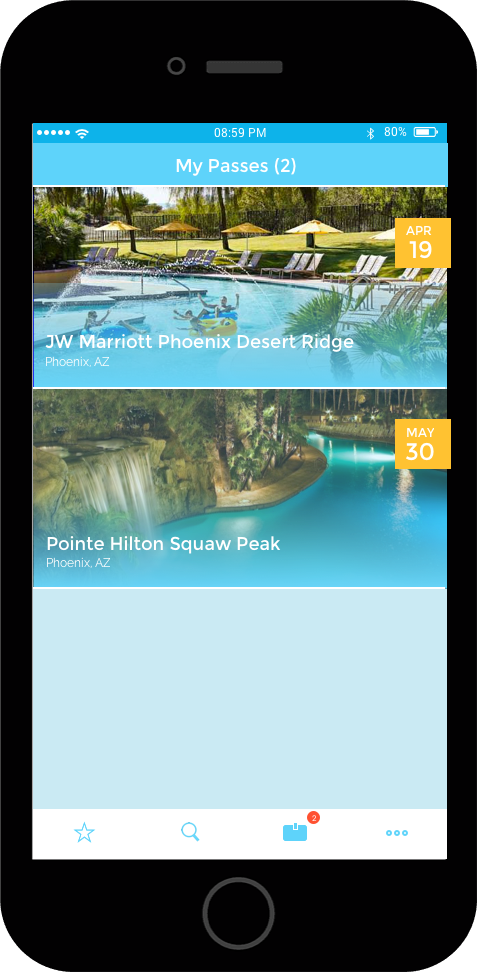 08:59 PM
80%
My Passes (2)
APR
19
JW Marriott Phoenix Desert Ridge
Phoenix, AZ
MAY
30
Pointe Hilton Squaw Peak
Phoenix, AZ
2